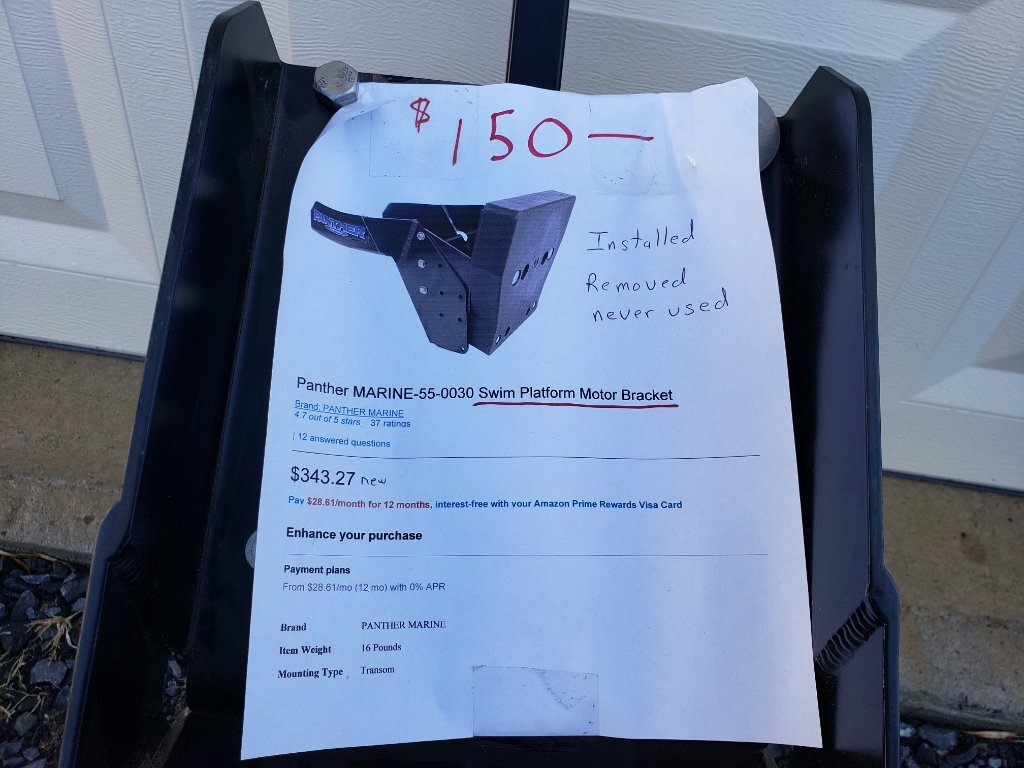 $150—
PANTHER
Installed
Removed
never used
Panther MARINE-55-0030 Swim Platform Motor Bracket
Brand: PANTHER MARINE
4.7 out of 5 stars 37 ratings
| 12 answered questions
$343.27 new
Pay $28.61/month for 12 months, interest-free with your Amazon Prime Rewards Visa Card
Enhance your purchase
Payment plans
From $28.61/mo (12 mo) with 0% APR
Brand PANTHER MARINE
Item Weight 16 Pounds
Mounting Type Transom